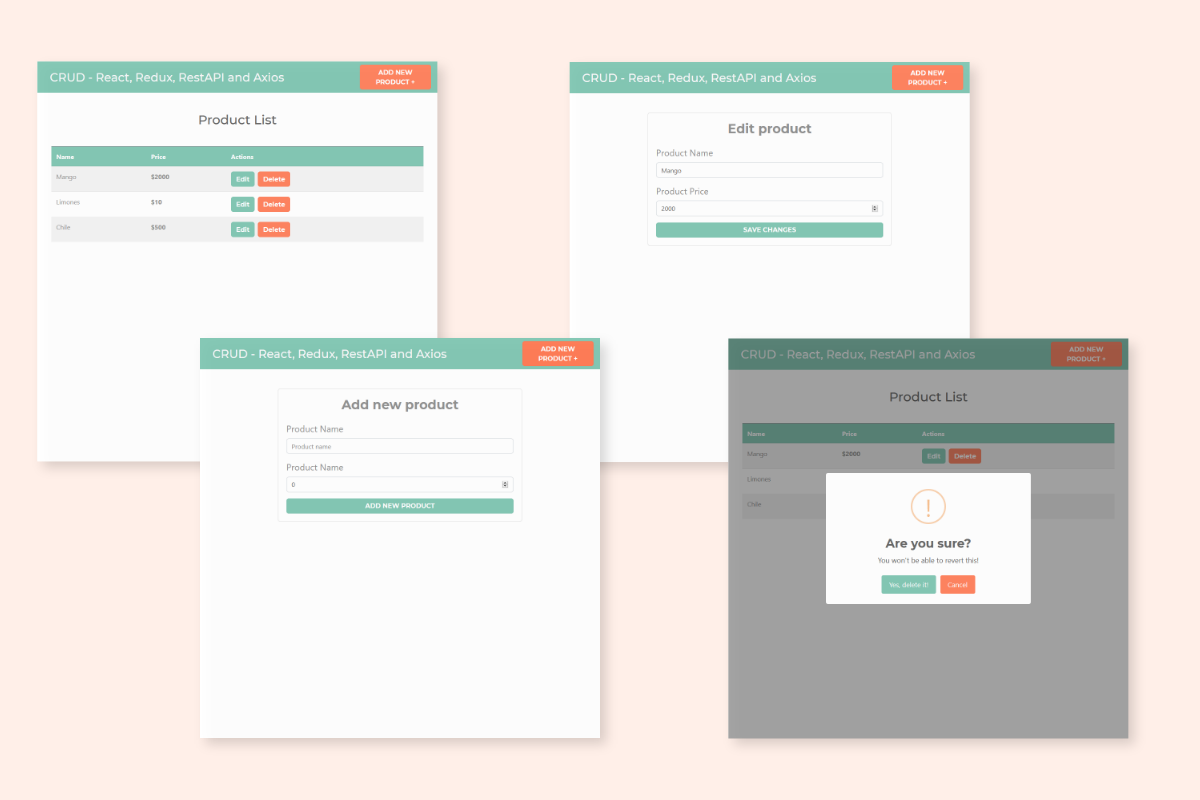 CRUD - React, Redux, RestAPI and Axios
ADD NEW
PRODUCT +
Product List
Name Price Actions
Mango $2000 Edit Delete
Limones $10 Edit Delete
Chile $500 Edit Delete
CRUD - React, Redux, RestAPI and Axios
ADD NEW
PRODUCT +
Edit product
Product Name
Mango
Product Price
2000
SAVE CHANGES
CRUD - React, Redux, RestAPI and Axios
ADD NEW
PRODUCT +
Add new product
Product Name
Product name
Product Name
0
ADD NEW PRODUCT
CRUD - React, Redux, RestAPI and Axios
ADD NEW
PRODUCT +
Product List
Name Price Actions
Mango $2000 Edit Delete
Limones
Chile
Are you sure?
You won't be able to revert this!
Yes, delete it! Cancel